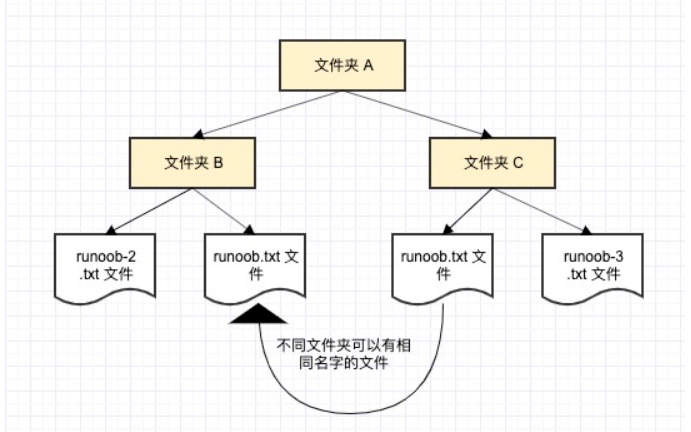 文件夹 A
文件夹 B
文件夹 C
runoob-2
.txt 文件
runoob.txt 文
件
runoob.txt 文
件
runoob-3
.txt 文件
不同文件夹可以有相
同名字的文件